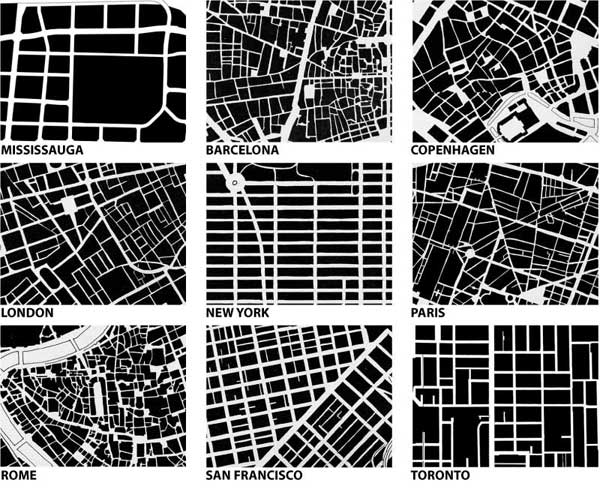 MISSISSAUGA
BARCELONA
COPENHAGEN
LONDON
NEW YORK
PARIS
ROME
SAN FRANCISCO
TORONTO